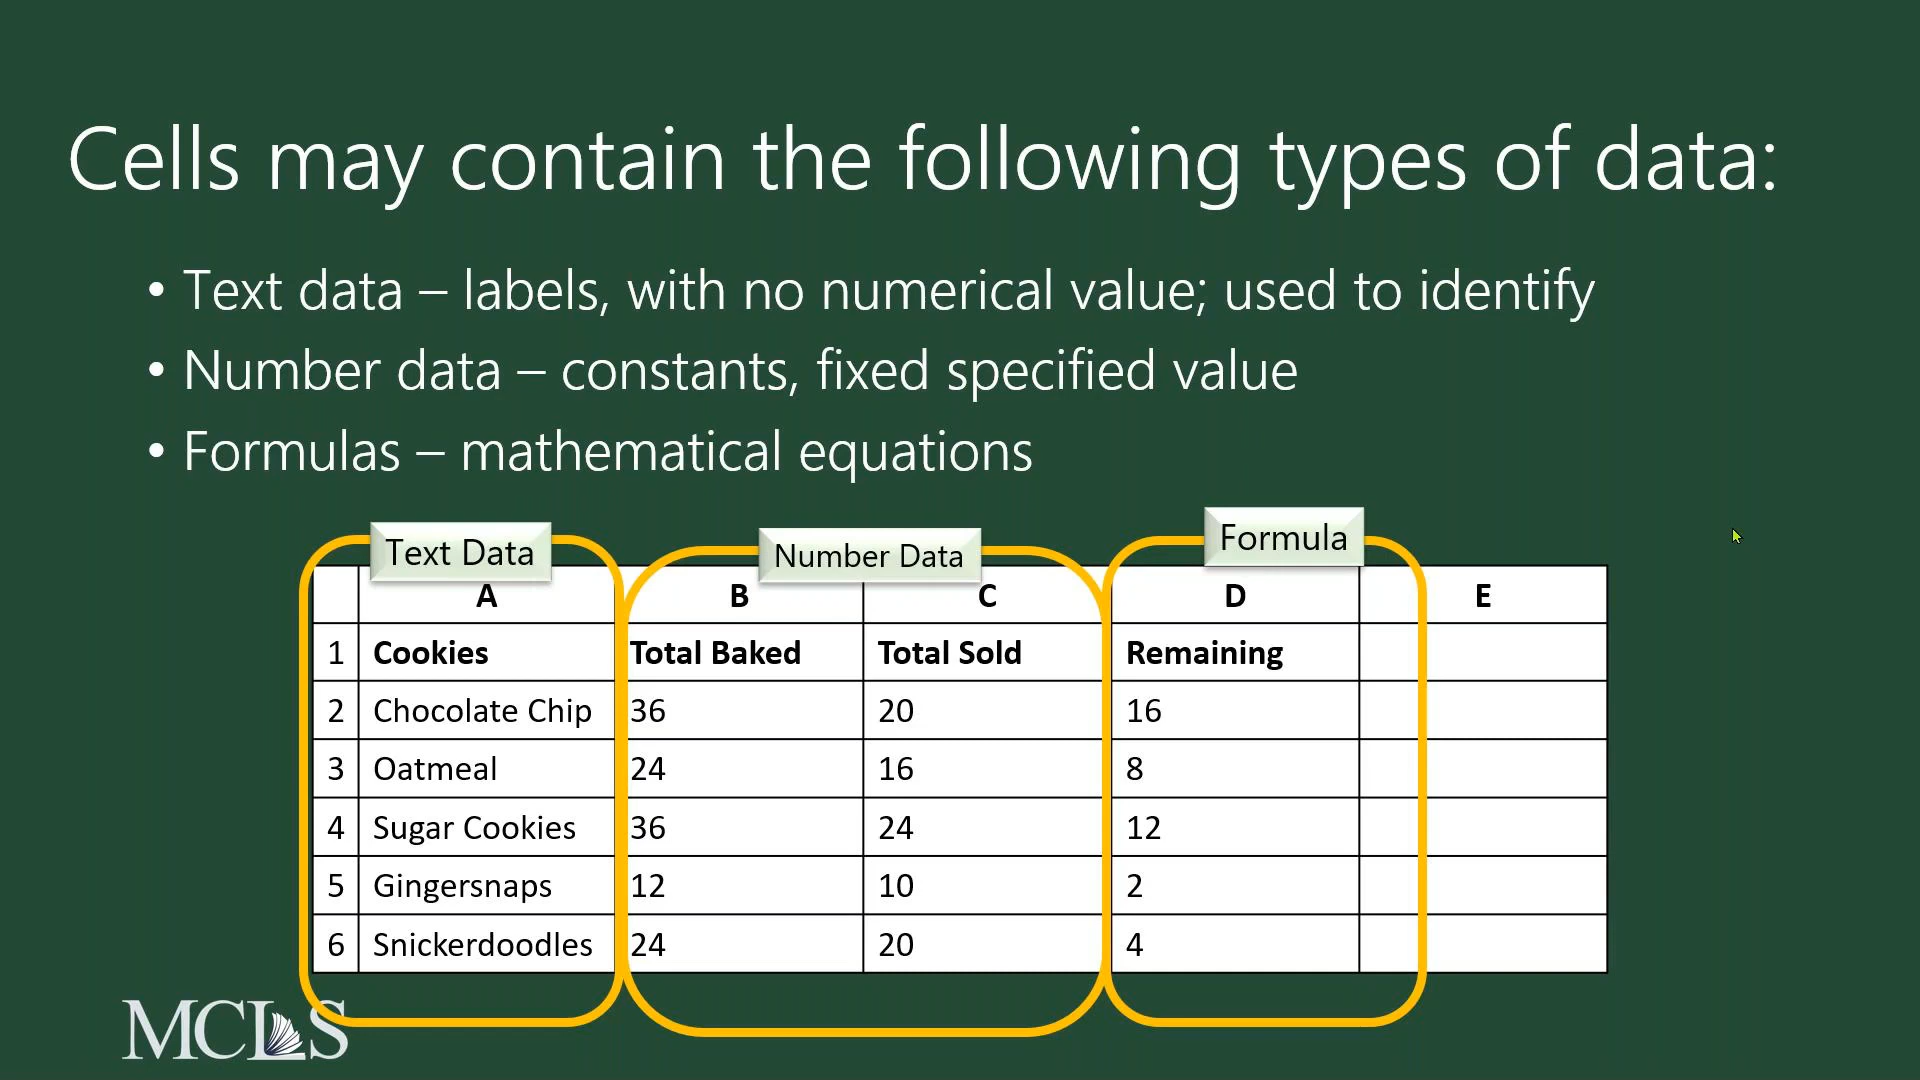 Cells may contain the following types of data:
• Text data – labels, with no numerical value; used to identify
• Number data – constants, fixed specified value
• Formulas – mathematical equations
Text Data Number Data Formula
A B C D E
1 Cookies Total Baked Total Sold Remaining
2 Chocolate Chip 36 20 16
3 Oatmeal 24 16 8
4 Sugar Cookies 36 24 12
5 Gingersnaps 12 10 2
6 Snickerdoodles 24 20 4
MCLS